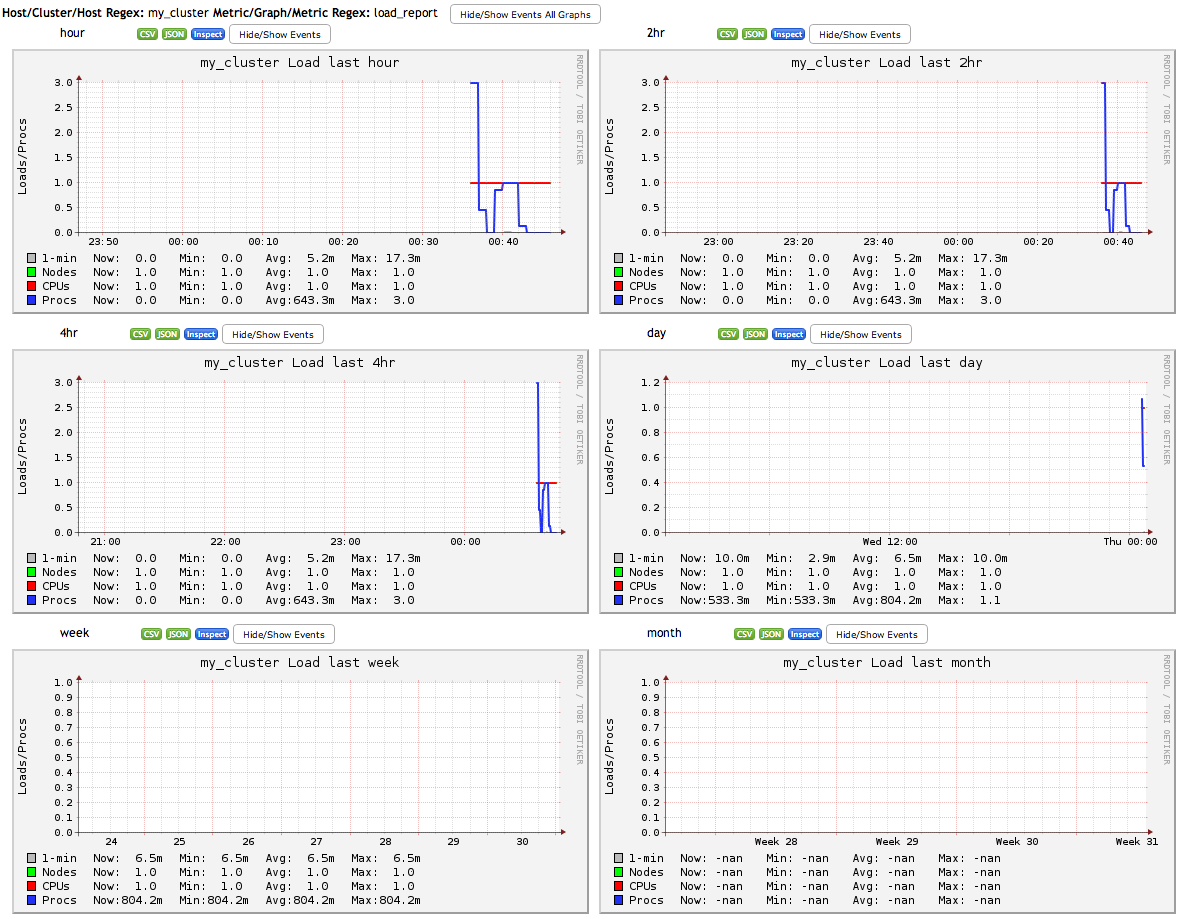 Host/Cluster/Host Regex: my_cluster Metric/Graph/Metric Regex: load_report Hide/Show Events All Graphs
hour CSV JSON Inspect Hide/Show Events
my_cluster Load last hour
RRDTOOL / TOBI OETIKER
Loads/Procs
3.0
2.5
2.0
1.5
1.0
0.5
0.0
23:50 00:00 00:10 00:20 00:30 00:40
1-min Now: 0.0 Min: 0.0 Avg: 5.2m Max: 17.3m
Nodes Now: 1.0 Min: 1.0 Avg: 1.0 Max: 1.0
CPUs Now: 1.0 Min: 1.0 Avg: 1.0 Max: 1.0
Procs Now: 0.0 Min: 0.0 Avg:643.3m Max: 3.0
2hr CSV JSON Inspect Hide/Show Events
my_cluster Load last 2hr
RRDTOOL / TOBI OETIKER
Loads/Procs
3.0
2.5
2.0
1.5
1.0
0.5
0.0
23:00 23:20 23:40 00:00 00:20 00:40
1-min Now: 0.0 Min: 0.0 Avg: 5.2m Max: 17.3m
Nodes Now: 1.0 Min: 1.0 Avg: 1.0 Max: 1.0
CPUs Now: 1.0 Min: 1.0 Avg: 1.0 Max: 1.0
Procs Now: 0.0 Min: 0.0 Avg:643.3m Max: 3.0
4hr CSV JSON Inspect Hide/Show Events
my_cluster Load last 4hr
RRDTOOL / TOBI OETIKER
Loads/Procs
3.0
2.5
2.0
1.5
1.0
0.5
0.0
21:00 22:00 23:00 00:00
1-min Now: 0.0 Min: 0.0 Avg: 5.2m Max: 17.3m
Nodes Now: 1.0 Min: 1.0 Avg: 1.0 Max: 1.0
CPUs Now: 1.0 Min: 1.0 Avg: 1.0 Max: 1.0
Procs Now: 0.0 Min: 0.0 Avg:643.3m Max: 3.0
day CSV JSON Inspect Hide/Show Events
my_cluster Load last day
RRDTOOL / TOBI OETIKER
Loads/Procs
1.2
1.0
0.8
0.6
0.4
0.2
0.0
Wed 12:00 Thu 00:00
1-min Now: 10.0m Min: 2.9m Avg: 6.5m Max: 10.0m
Nodes Now: 1.0 Min: 1.0 Avg: 1.0 Max: 1.0
CPUs Now: 1.0 Min: 1.0 Avg: 1.0 Max: 1.0
Procs Now:533.3m Min:533.3m Avg:804.2m Max: 1.1
week CSV JSON Inspect Hide/Show Events
my_cluster Load last week
RRDTOOL / TOBI OETIKER
Loads/Procs
1.0
0.9
0.8
0.7
0.6
0.5
0.4
0.3
0.2
0.1
0.0
24 25 26 27 28 29 30
1-min Now: 6.5m Min: 6.5m Avg: 6.5m Max: 6.5m
Nodes Now: 1.0 Min: 1.0 Avg: 1.0 Max: 1.0
CPUs Now: 1.0 Min: 1.0 Avg: 1.0 Max: 1.0
Procs Now:804.2m Min:804.2m Avg:804.2m Max:804.2m
month CSV JSON Inspect Hide/Show Events
my_cluster Load last month
RRDTOOL / TOBI OETIKER
Loads/Procs
1.0
0.9
0.8
0.7
0.6
0.5
0.4
0.3
0.2
0.1
0.0
Week 28 Week 29 Week 30 Week 31
1-min Now: -nan Min: -nan Avg: -nan Max: -nan
Nodes Now: -nan Min: -nan Avg: -nan Max: -nan
CPUs Now: -nan Min: -nan Avg: -nan Max: -nan
Procs Now: -nan Min: -nan Avg: -nan Max: -nan